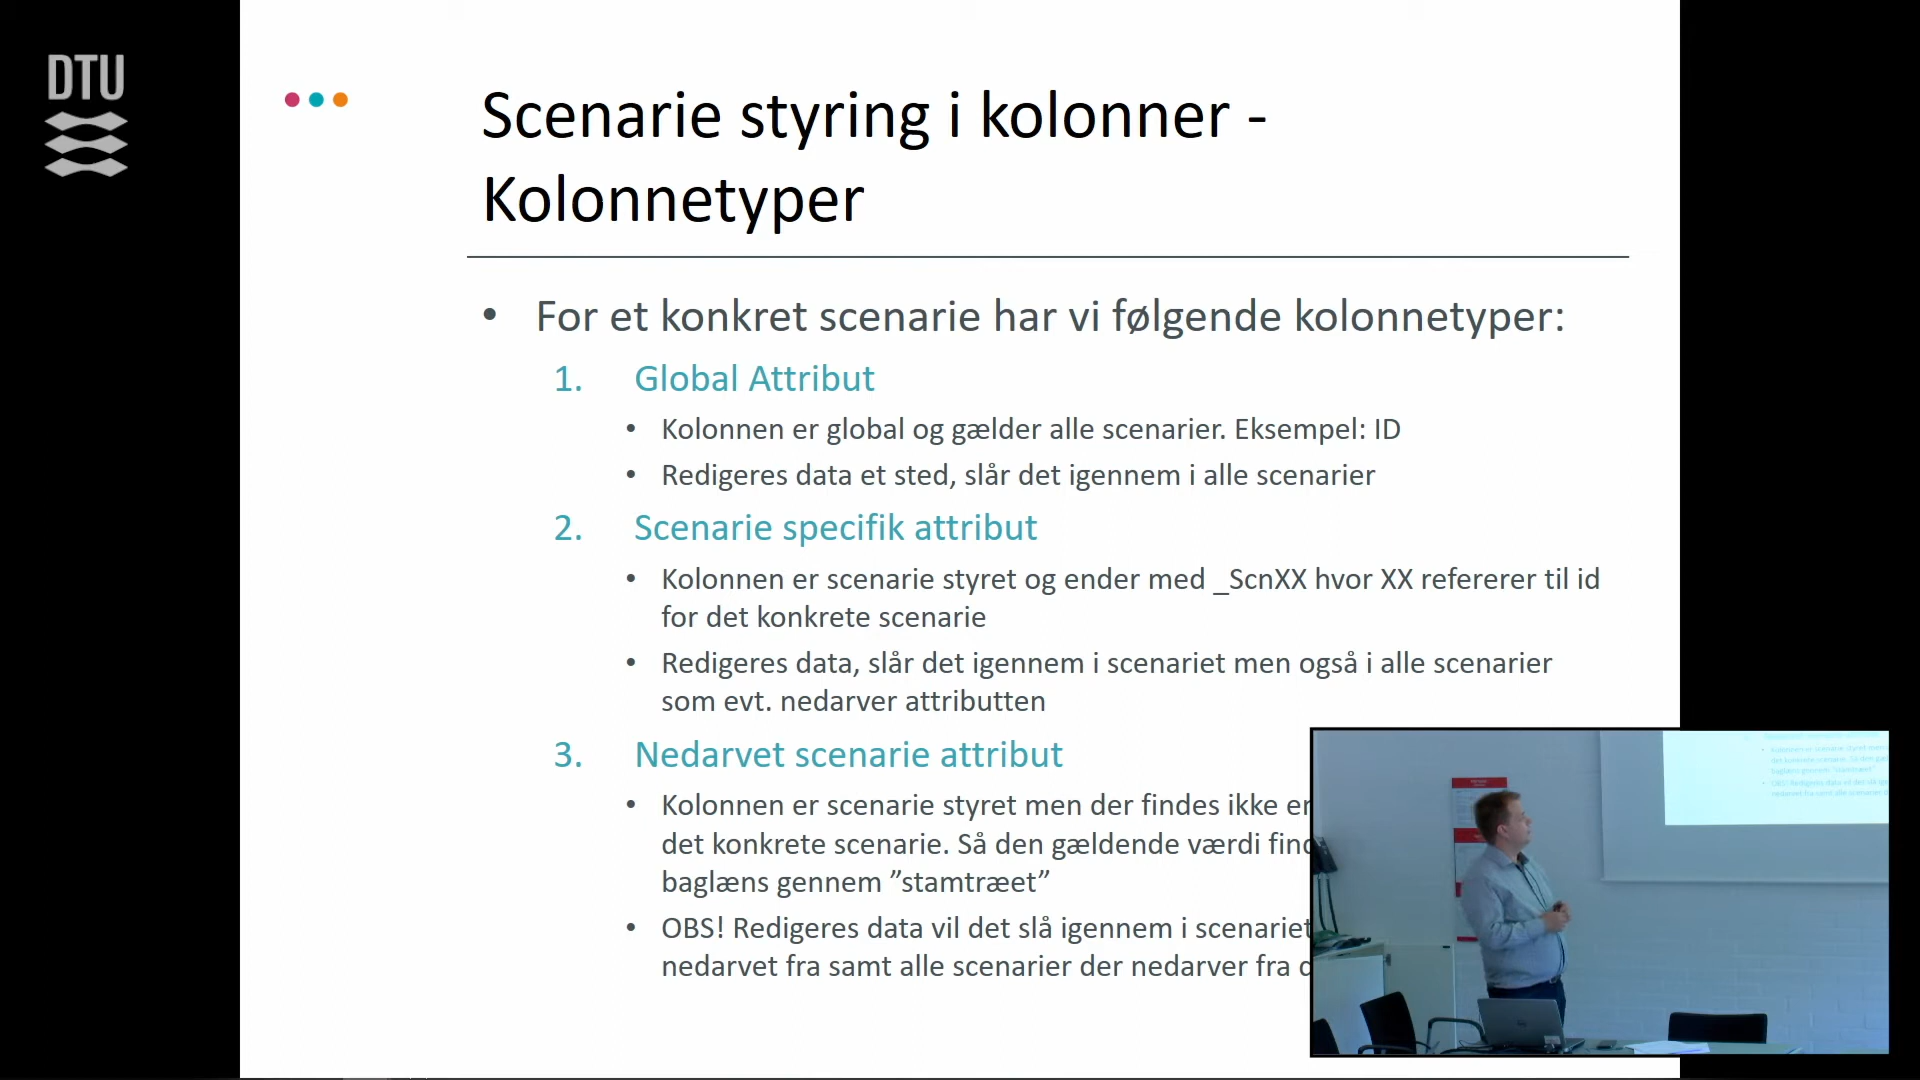 DTU
Scenarie styring i kolonner -
Kolonnetyper
• For et konkret scenarie har vi følgende kolonnetyper:
1. Global Attribut
• Kolonnen er global og gælder alle scenarier. Eksempel: ID
• Redigeres data et sted, slår det igennem i alle scenarier
2. Scenarie specifik attribut
• Kolonnen er scenarie styret og ender med _ScnXX hvor XX refererer til id
for det konkrete scenarie
• Redigeres data, slår det igennem i scenariet men også i alle scenarier
som evt. nedarver attributten
3. Nedarvet scenarie attribut
• Kolonnen er scenarie styret men der findes ikke
det konkrete scenarie. Så den gældende værdi
baglæns gennem ”stamtræet”
• OBS! Redigeres data vil det slå igennem i scenariet
nedarvet fra samt alle scenarier der nedarver fra